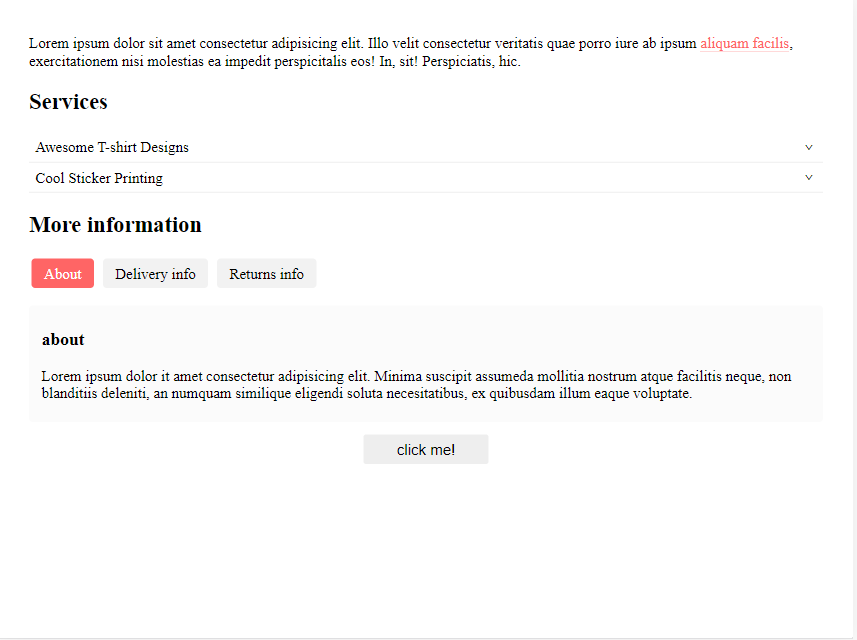 Lorem ipsum dolor sit amet consectetur adipisicing elit. Illo velit consectetur veritatis quae porro iure ab ipsum aliquam facilis,
exercitationem nisi molestias ea impedit perspicitalis eos! In, sit! Perspiciatis, hic.
Services
Awesome T-shirt Designs
Cool Sticker Printing
More information
About Delivery info Returns info
about
Lorem ipsum dolor it amet consectetur adipisicing elit. Minima suscipit assumeda mollitia nostrum atque facilitis neque, non
blanditiis deleniti, an numquam similique eligendi soluta necesitatibus, ex quibusdam illum eaque voluptate.
click me!